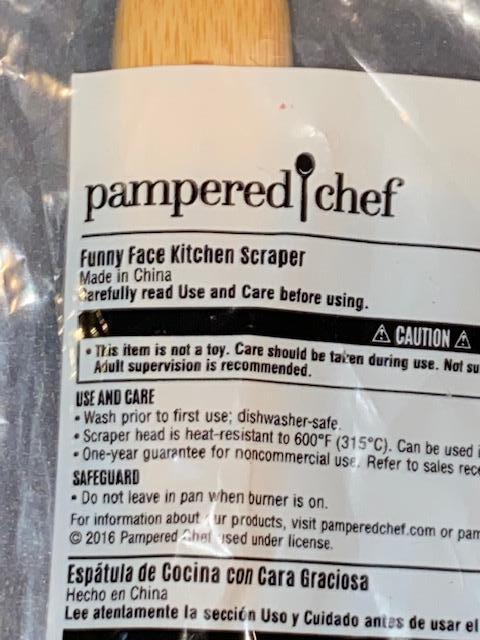 pampered chef
Funny Face Kitchen Scraper
Made in China
Carefully read Use and Care before using.
⚠ CAUTION ⚠
• This item is not a toy. Care should be taken during use. Not su
Adult supervision is recommended.
USE AND CARE
• Wash prior to first use; dishwasher-safe.
• Scraper head is heat-resistant to 600°F (315°C). Can be used i
• One-year guarantee for noncommercial use. Refer to sales rece
SAFEGUARD
• Do not leave in pan when burner is on.
For information about our products, visit pamperedchef.com or pam
© 2016 Pampered Chef used under license.
Espátula de Cocina con Cara Graciosa
Hecho en China
Lee atentamente la sección Uso y Cuidado antes de usar el